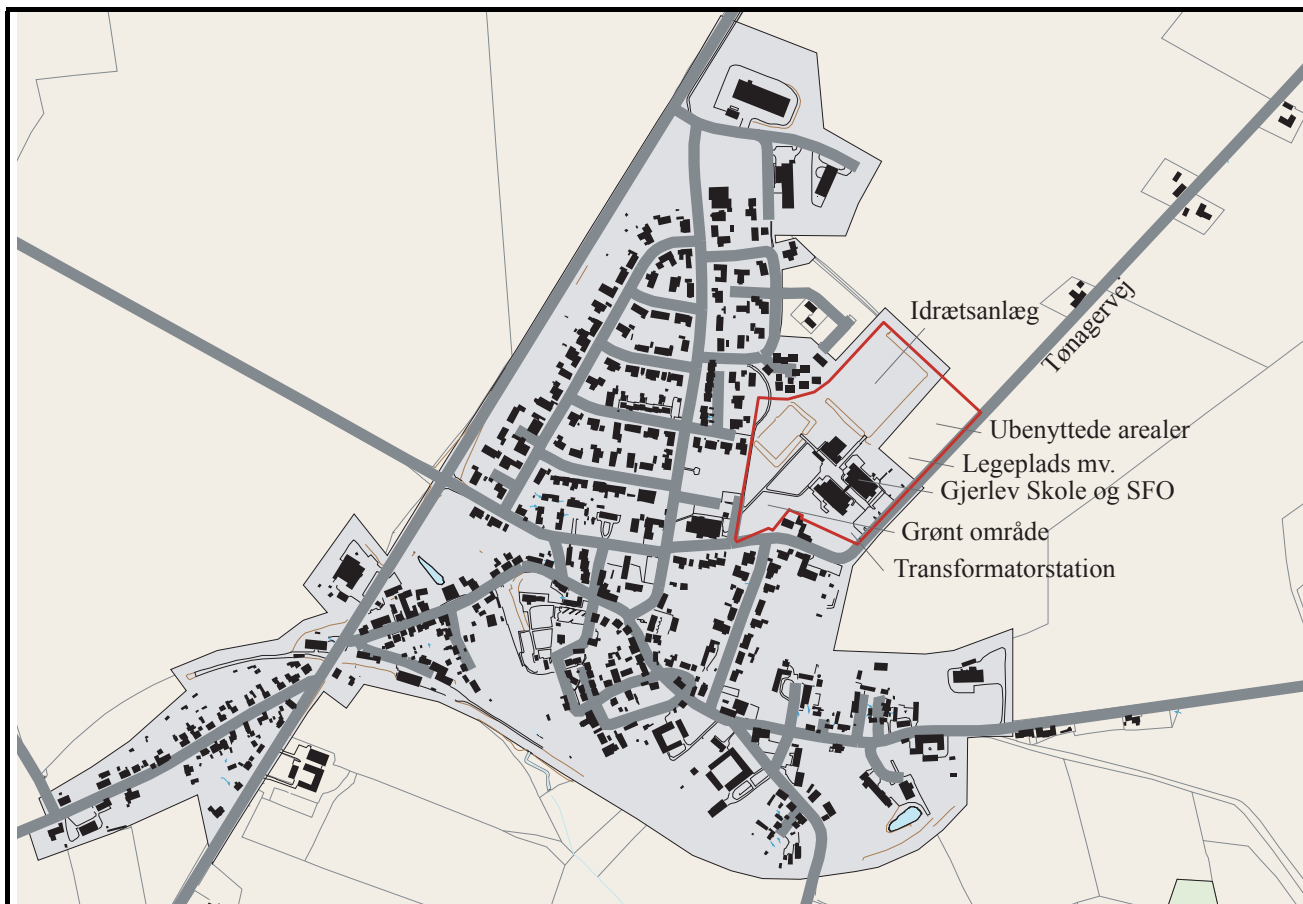 Idrætsanlæg
Tønagervej
Ubenyttede arealer
Legeplads mv.
Gjerlev Skole og SFO
Grønt område
Transformatorstation